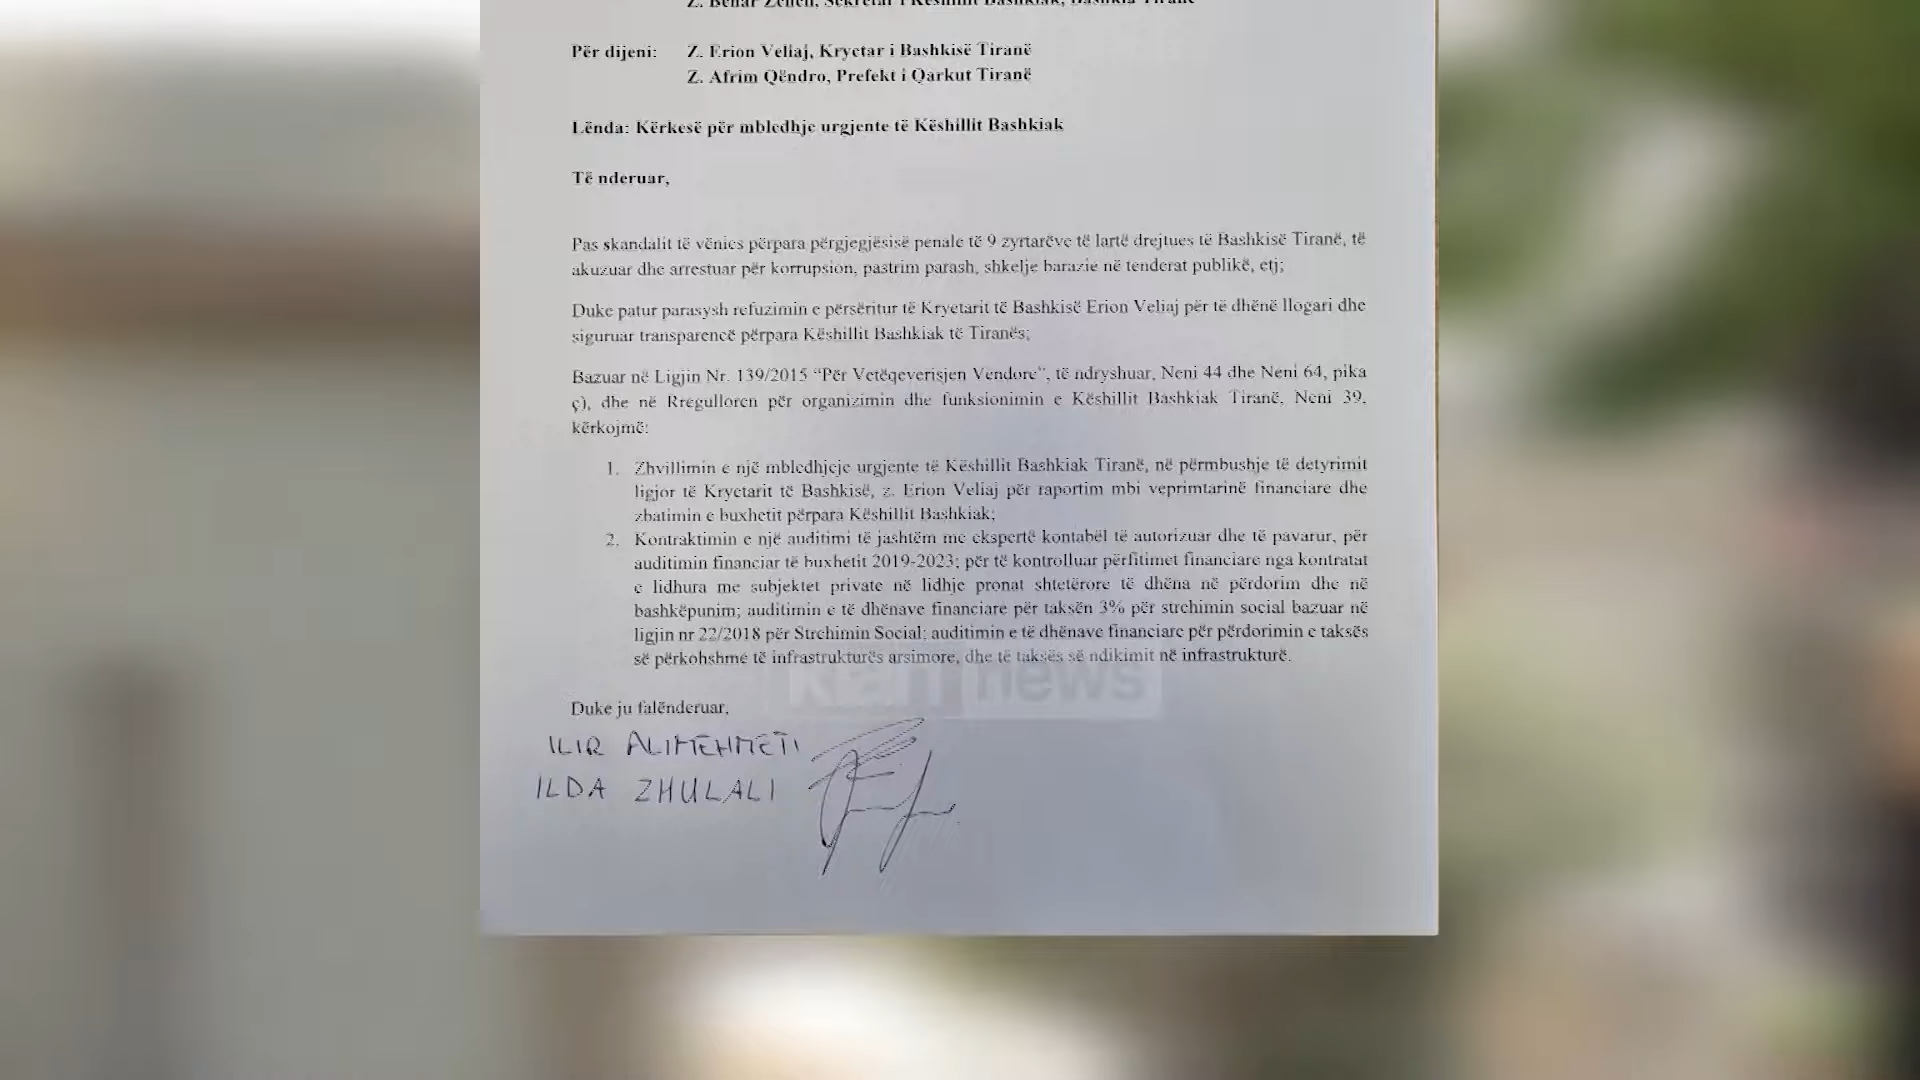 Z. Behar Zeneli, Sekretar i Këshillit Bashkiak, Bashkia Tiranë
Për dijeni: Z. Erion Veliaj, Kryetar i Bashkisë Tiranë
Z. Afrim Qëndro, Prefekt i Qarkut Tiranë
Lënda: Kërkesë për mbledhje urgjente të Këshillit Bashkiak
Të nderuar,
Pas skandalit të vënies përpara përgjegjësisë penale të 9 zyrtarëve të lartë drejtues të Bashkisë Tiranë, të
akuzuar dhe arrestuar për korrupsion, pastrim parash, shkelje barazie në tenderat publikë, etj;
Duke patur parasysh refuzimin e përsëritur të Kryetarit të Bashkisë Erion Veliaj për të dhënë llogari dhe
siguruar transparencë përpara Këshillit Bashkiak të Tiranës;
Bazuar në Ligjin Nr. 139/2015 “Për Vetëqeverisjen Vendore”, të ndryshuar, Neni 44 dhe Neni 64, pika
ç), dhe në Rregulloren për organizimin dhe funksionimin e Këshillit Bashkiak Tiranë, Neni 39,
kërkojmë:
1. Zhvillimin e një mbledhjeje urgjente të Këshillit Bashkiak Tiranë, në përmbushje të detyrimit
ligjor të Kryetarit të Bashkisë, z. Erion Veliaj për raportim mbi veprimtarinë financiare dhe
zbatimin e buxhetit përpara Këshillit Bashkiak;
2. Kontraktimin e një auditimi të jashtëm me ekspertë kontabël të autorizuar dhe të pavarur, për
auditimin financiar të buxhetit 2019-2023; për të kontrolluar përfitimet financiare nga kontratat
e lidhura me subjektet private në lidhje pronat shtetërore të dhëna në përdorim dhe në
bashkëpunim; auditimin e të dhënave financiare për taksën 3% për strehimin social bazuar në
ligjin nr 22/2018 për Strehimin Social; auditimin e të dhënave financiare për përdorimin e taksës
së përkohshme të infrastrukturës arsimore, dhe të taksës së ndikimit në infrastrukturë.
klan news
Duke ju falënderuar,
ILIR ALIMEHMETI
ILDA ZHULALI